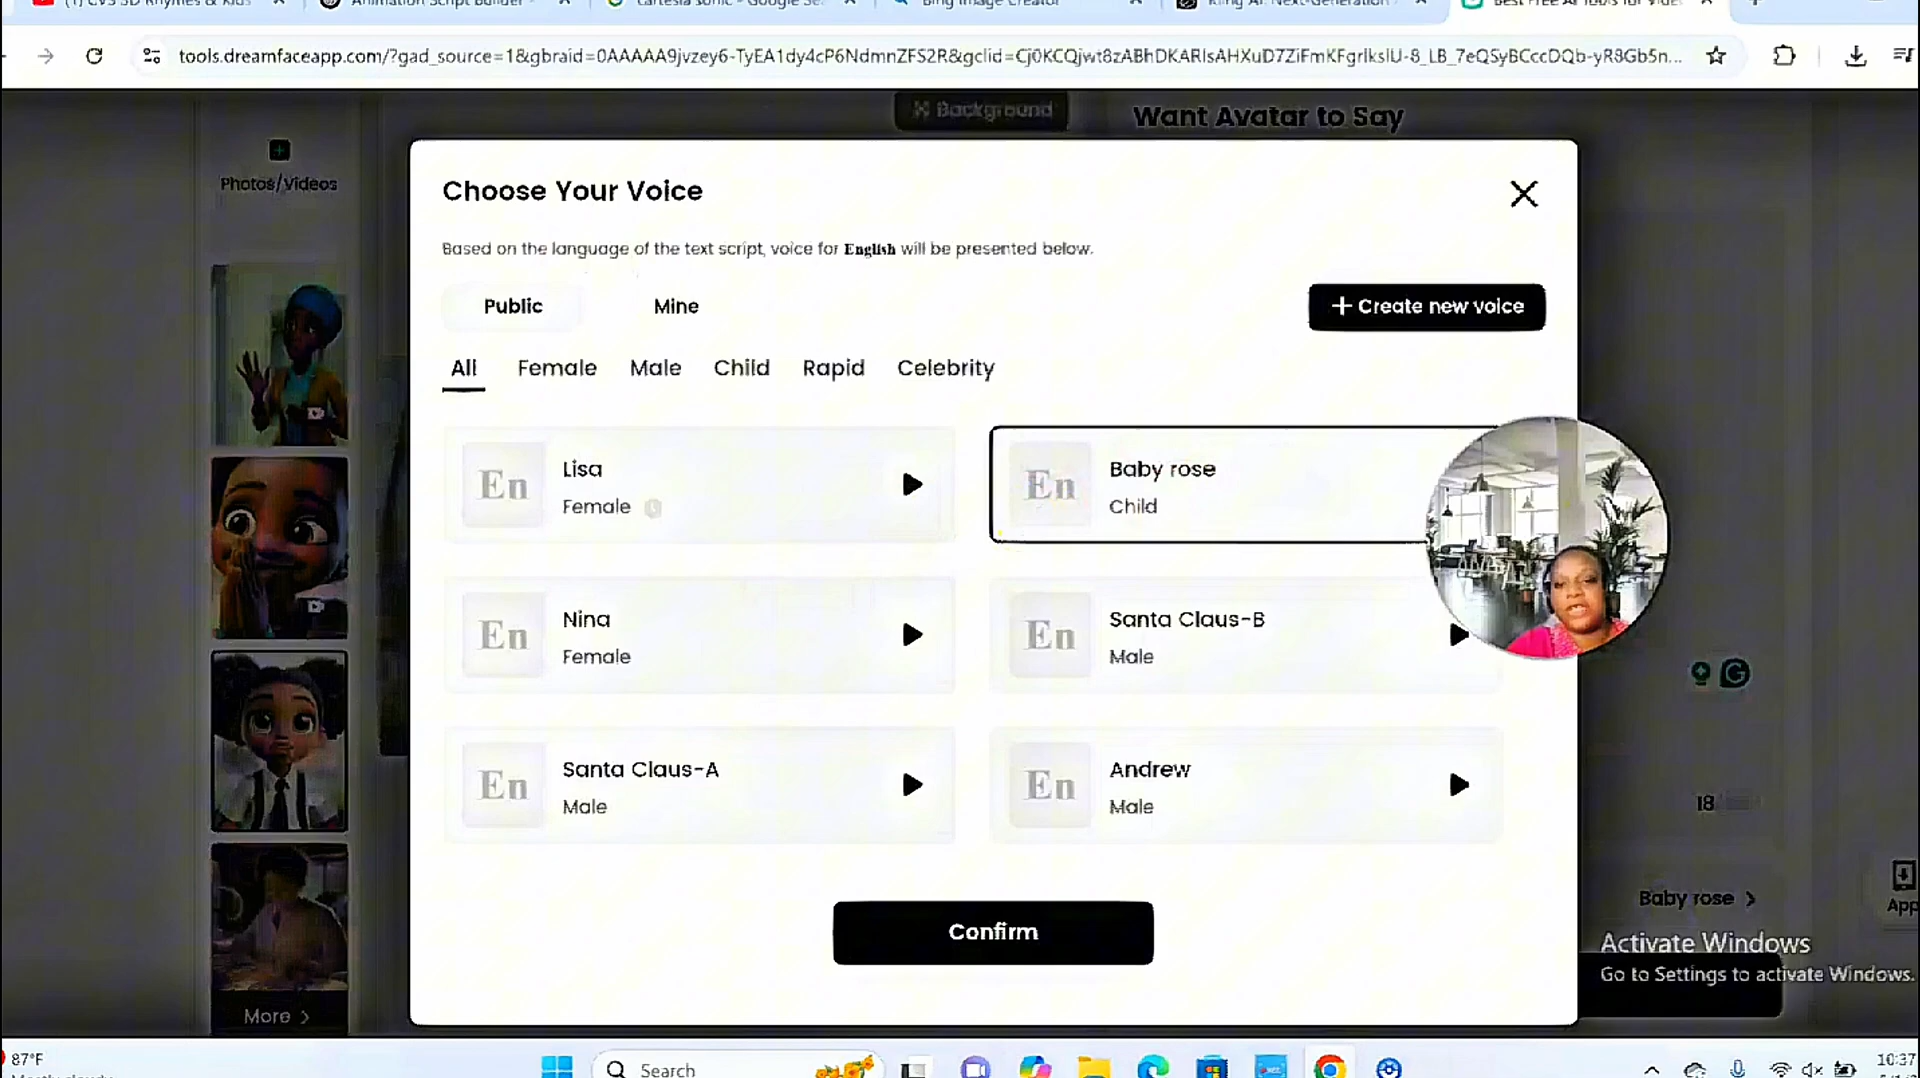 tools.dreamfaceapp.com/?gad_source=1&gbraid=0AAAAA9jvzey6-TyEA1dy4cP6NdmnZFS2R&gclid=Cj0KCQjwt8zABhDKARIsAHXuD7ZiFmKFgrlkslU-8_LB_7eQSyBCccDQb-yR8Gb5n...
Background
Want Avatar to Say
Photos/Videos
Choose Your Voice
Based on the language of the text script, voice for English will be presented below.
Public
Mine
+ Create new voice
All Female Male Child Rapid Celebrity
En
Lisa
Female
En
Baby rose
Child
En
Nina
Female
En
Santa Claus-B
Male
En
Santa Claus-A
Male
En
Andrew
Male
18
Confirm
Baby rose >
App
Activate Windows
Go to Settings to activate Windows.
More >
87°F
Search
10:37